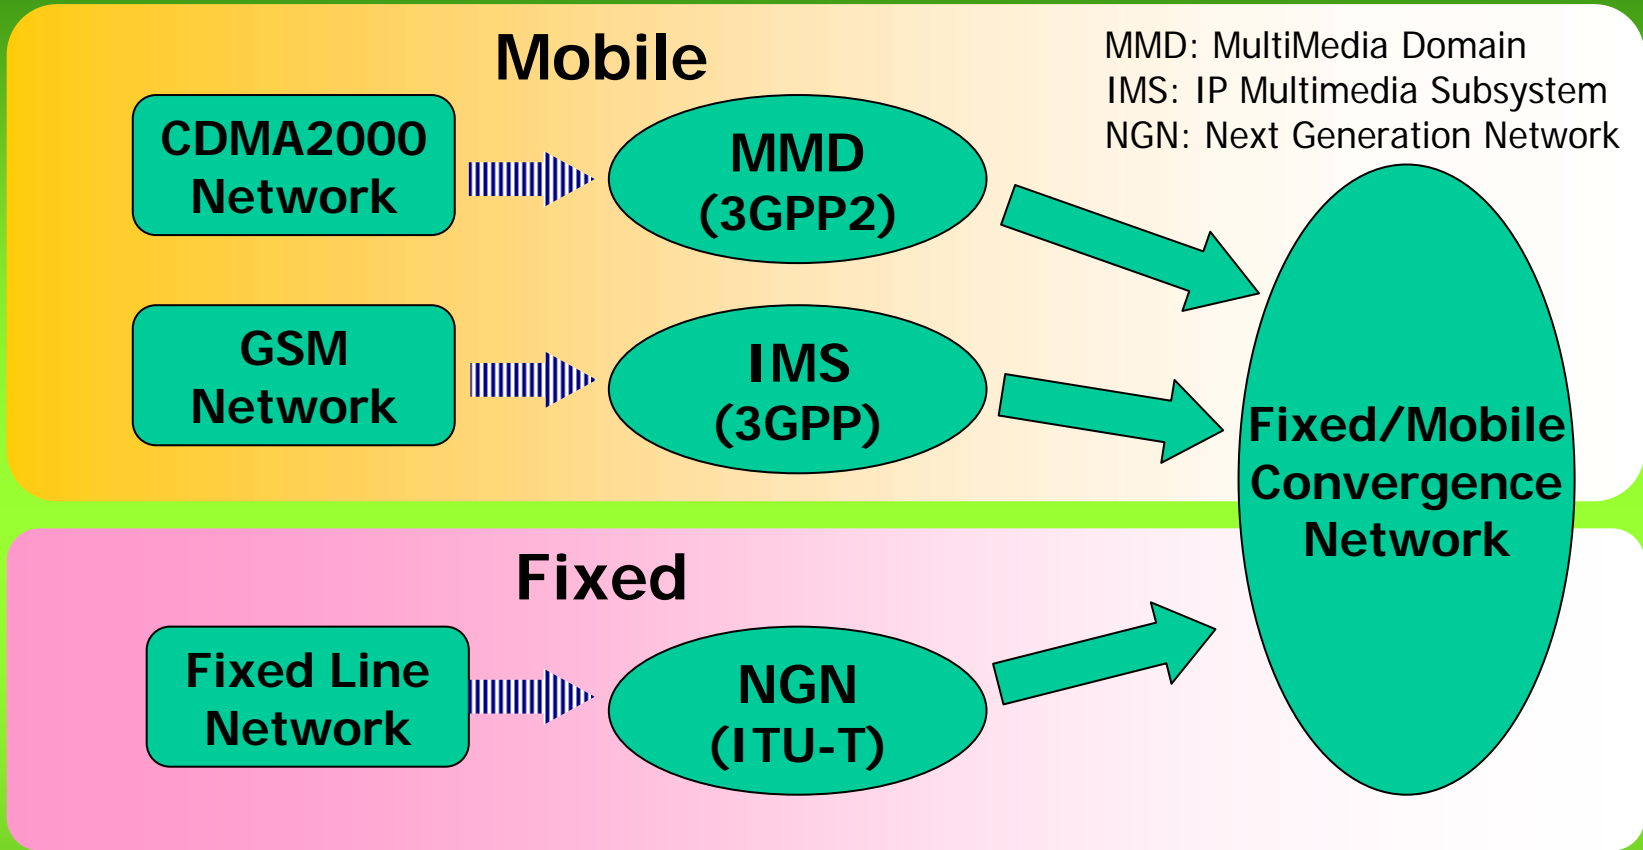 Mobile
MMD: MultiMedia Domain
IMS: IP Multimedia Subsystem
NGN: Next Generation Network
CDMA2000
Network
MMD
(3GPP2)
GSM
Network
IMS
(3GPP)
Fixed/Mobile
Convergence
Network
Fixed
Fixed Line
Network
NGN
(ITU-T)